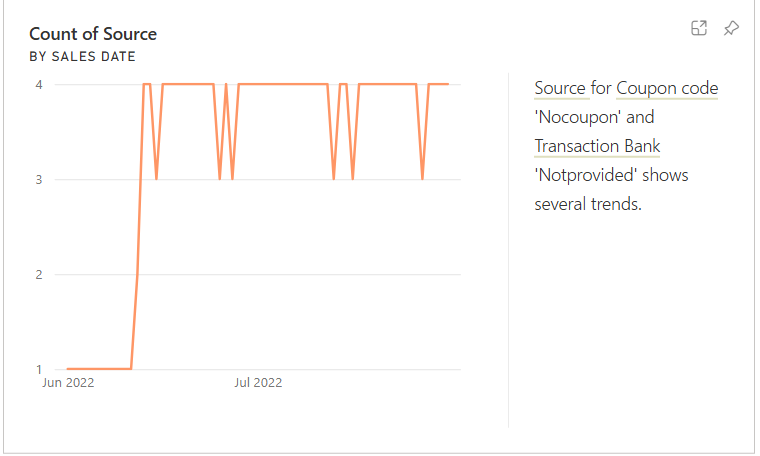 Count of Source
BY SALES DATE
4
3
2
1
Jun 2022
Jul 2022
Source for Coupon code
'Nocoupon' and
Transaction Bank
'Notprovided' shows
several trends.